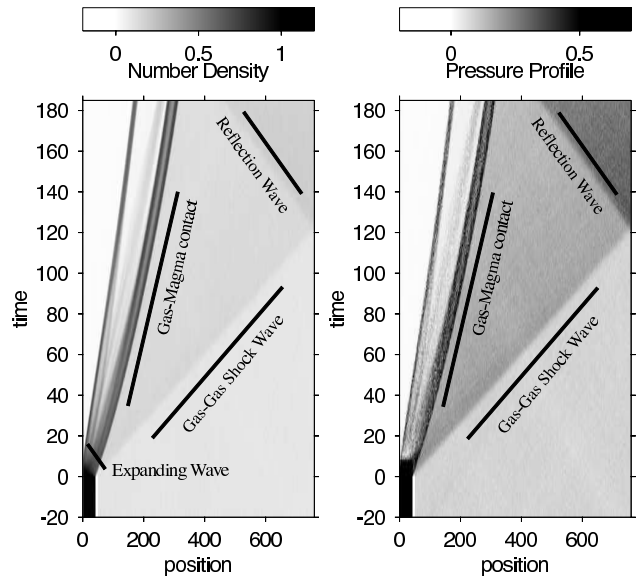 0 0.5 1
Number Density
0 0.5
Pressure Profile
180
160
140
120
100
80
60
40
20
0
-20
time
0 200 400 600
position
Reflection Wave
Gas-Magma contact
Gas-Gas Shock Wave
Expanding Wave
180
160
140
120
100
80
60
40
20
0
-20
time
0 200 400 600
position
Reflection Wave
Gas-Magma contact
Gas-Gas Shock Wave